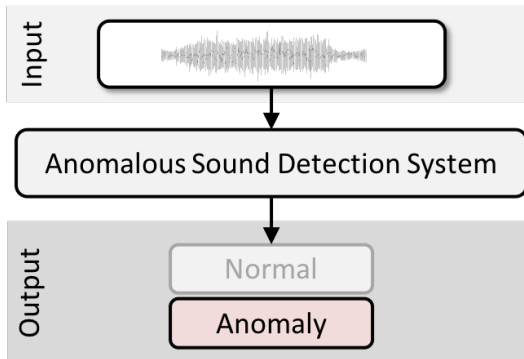 Input
Anomalous Sound Detection System
Output
Normal
Anomaly